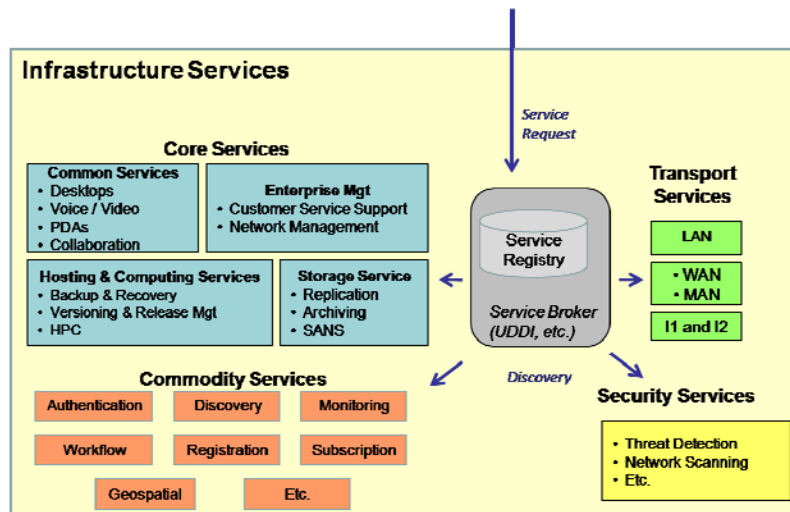 Infrastructure Services
Service
Request
Core Services
Common Services
• Desktops
• Voice / Video
• PDAs
• Collaboration
Enterprise Mgt
• Customer Service Support
• Network Management
Hosting & Computing Services
• Backup & Recovery
• Versioning & Release Mgt
• HPC
Storage Service
• Replication
• Archiving
• SANS
Service
Registry
Service Broker
(UDDI, etc.)
Transport
Services
LAN
• WAN
• MAN
I1 and I2
Discovery
Commodity Services
Authentication
Discovery
Monitoring
Workflow
Registration
Subscription
Geospatial
Etc.
Security Services
• Threat Detection
• Network Scanning
• Etc.